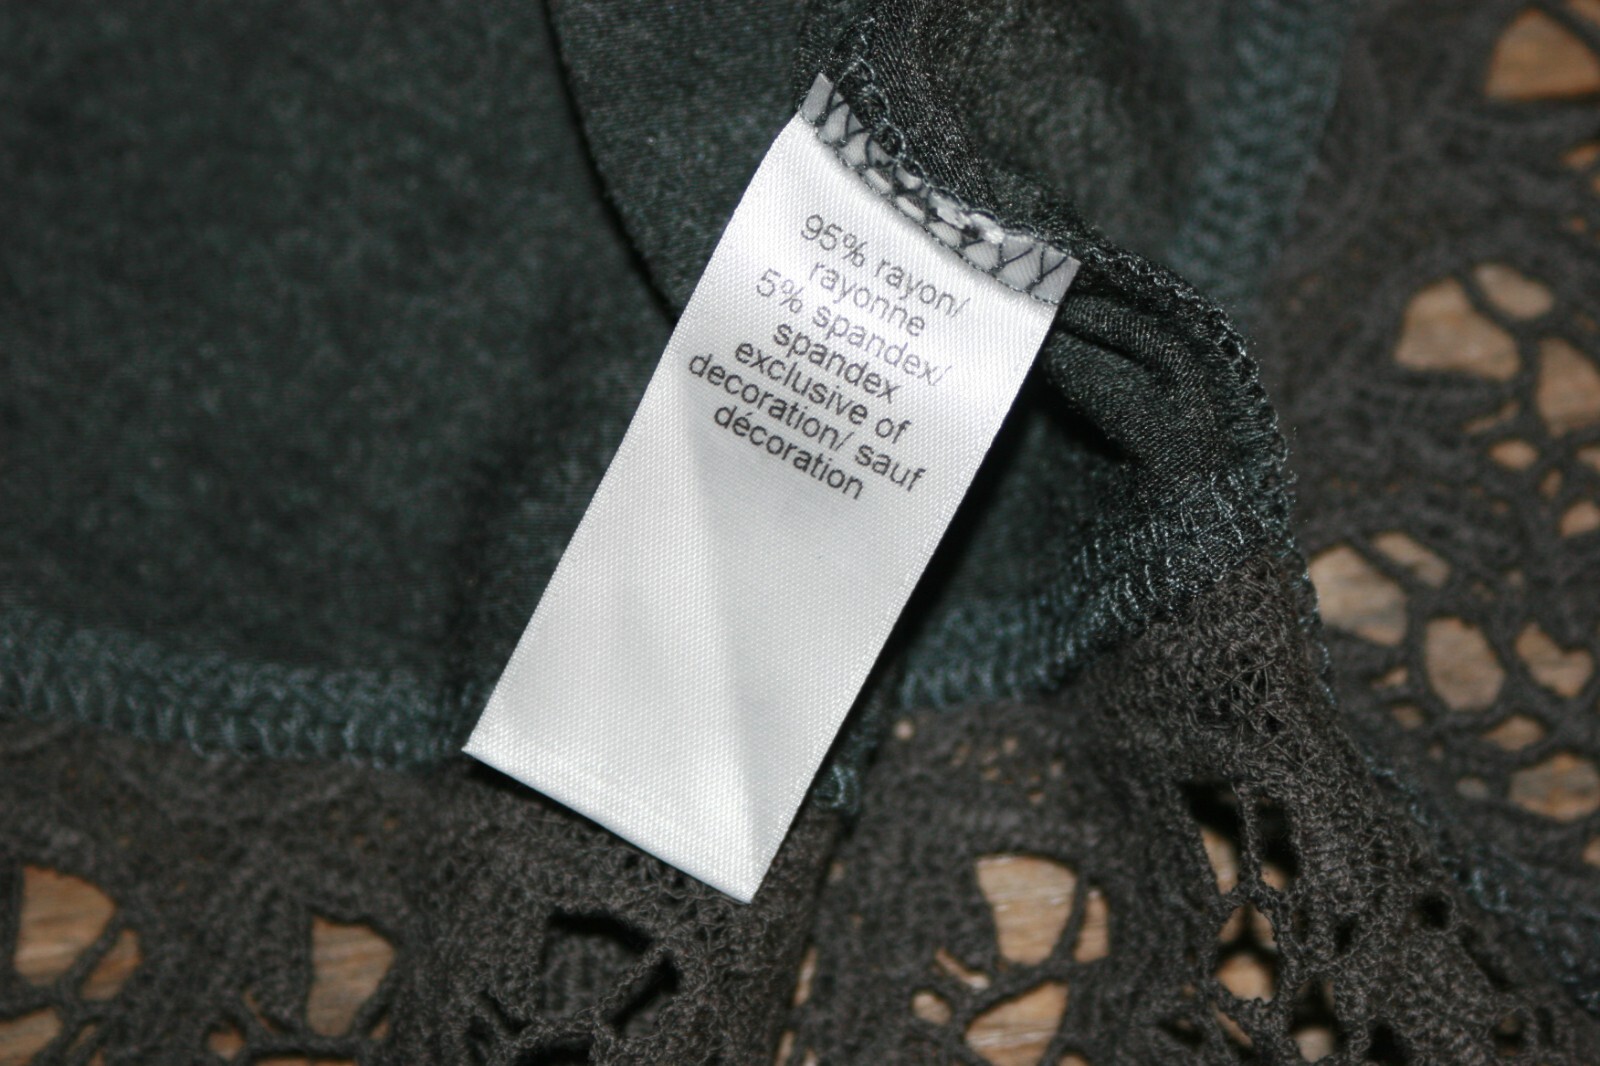 95% rayon/
rayonne
5% spandex/
spandex
exclusive of
decoration/ sauf
décoration